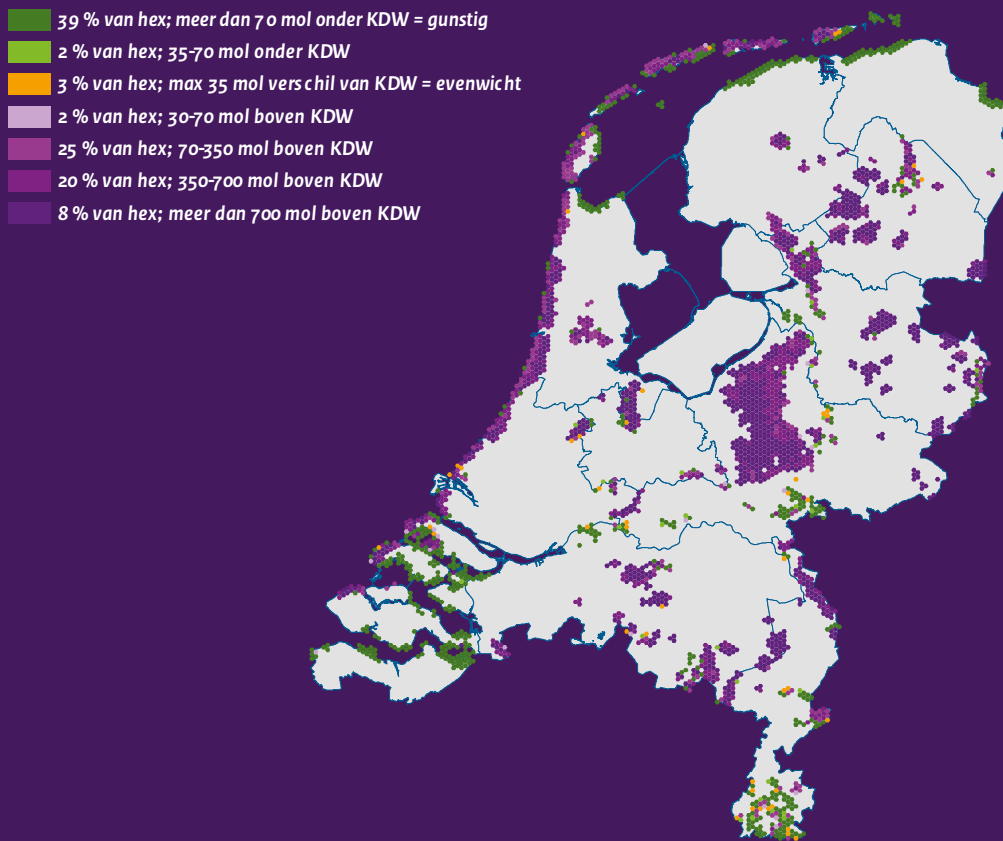 39 % van hex; meer dan 70 mol onder KDW = gunstig
2 % van hex; 35-70 mol onder KDW
3 % van hex; max 35 mol verschil van KDW = evenwicht
2 % van hex; 30-70 mol boven KDW
25 % van hex; 70-350 mol boven KDW
20 % van hex; 350-700 mol boven KDW
8 % van hex; meer dan 700 mol boven KDW